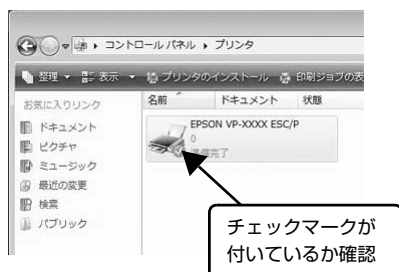 コントロール パネル ▸ プリンタ
整理 ▼ 表示 ▼ プリンタのインストール 印刷ジョブの表
お気に入りリンク
ドキュメント
ピクチャ
ミュージック
最近の変更
検索
パブリック
名前 ドキュメント 状態
EPSON VP-XXXX ESC/P
0
準備完了
チェックマークが
付いているか確認